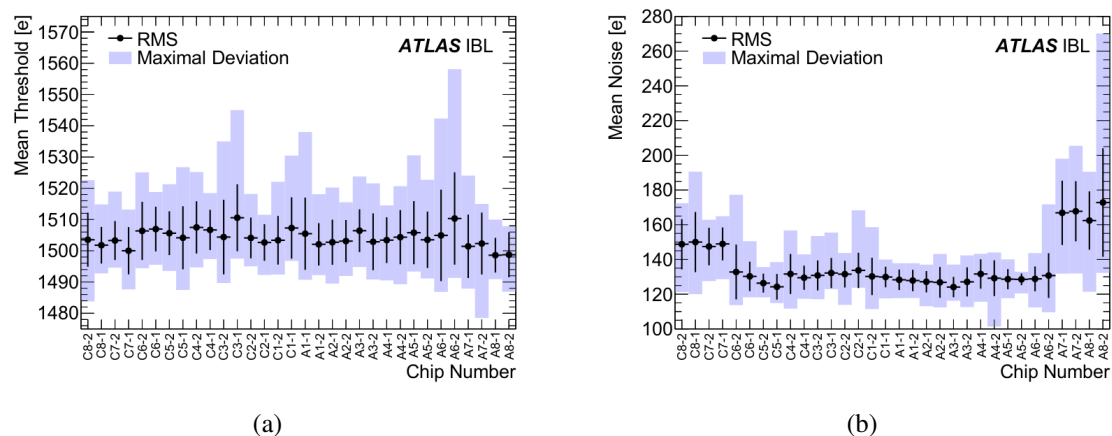 Mean Threshold [e]
1570
1560
1550
1540
1530
1520
1510
1500
1490
1480
RMS
Maximal Deviation
ATLAS IBL
C8-2 C8-1 C7-2 C7-1 C6-2 C6-1 C5-2 C5-1 C4-2 C4-1 C3-2 C3-1 C2-2 C2-1 C1-2 C1-1 A1-1 A1-2 A2-1 A2-2 A3-1 A3-2 A4-1 A4-2 A5-1 A5-2 A6-1 A6-2 A7-1 A7-2 A8-1 A8-2
Chip Number
(a)
Mean Noise [e]
280
260
240
220
200
180
160
140
120
100
RMS
Maximal Deviation
ATLAS IBL
C8-2 C8-1 C7-2 C7-1 C6-2 C6-1 C5-2 C5-1 C4-2 C4-1 C3-2 C3-1 C2-2 C2-1 C1-2 C1-1 A1-1 A1-2 A2-1 A2-2 A3-1 A3-2 A4-1 A4-2 A5-1 A5-2 A6-1 A6-2 A7-1 A7-2 A8-1 A8-2
Chip Number
(b)